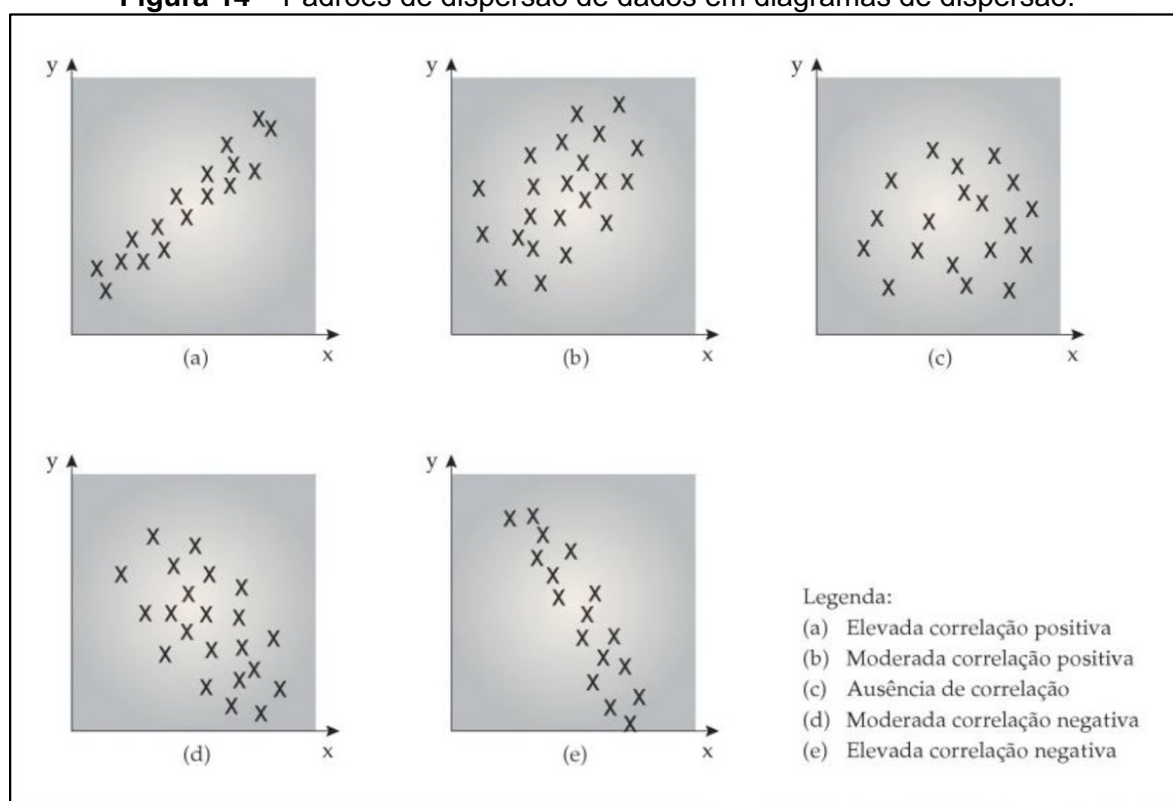 Figura 14 – Padrões de dispersão de dados em diagramas de dispersão.
y
x
(a)
y
x
(b)
y
x
(c)
y
x
(d)
y
x
(e)
Legenda:
(a) Elevada correlação positiva
(b) Moderada correlação positiva
(c) Ausência de correlação
(d) Moderada correlação negativa
(e) Elevada correlação negativa